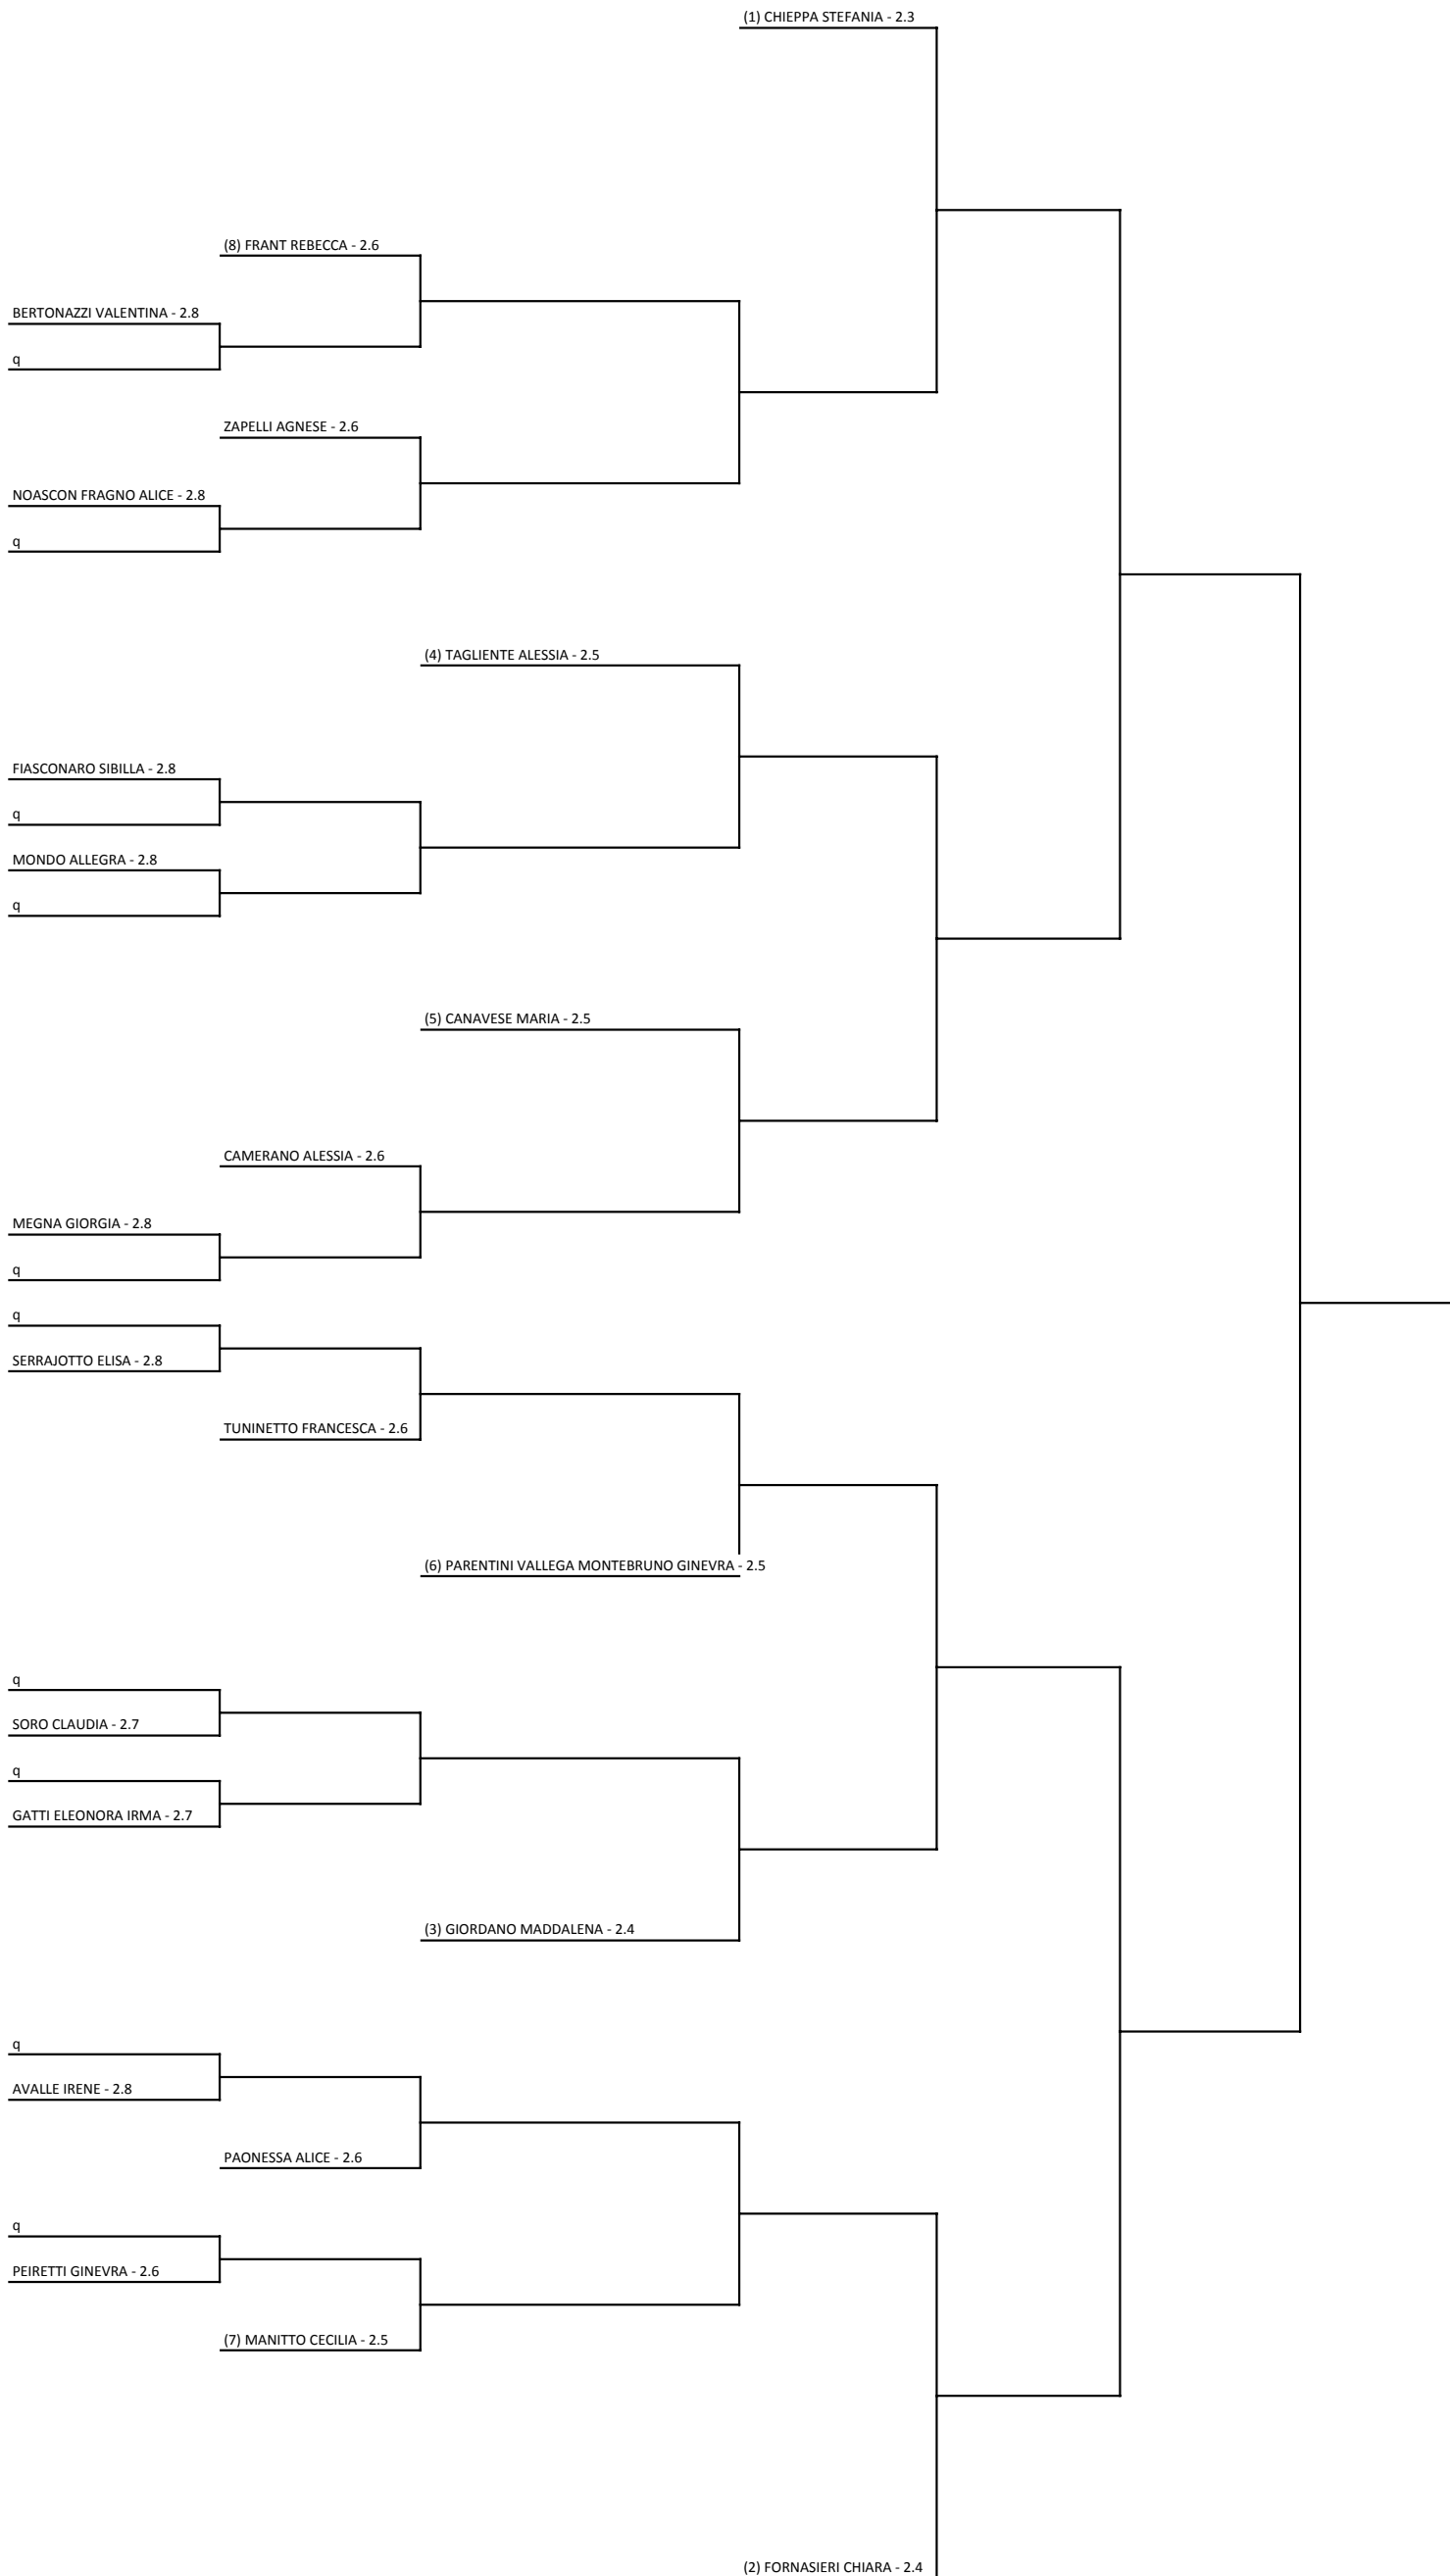 (1) CHIEPPA STEFANIA - 2.3
(8) FRANT REBECCA - 2.6
BERTONAZZI VALENTINA - 2.8
q
ZAPELLI AGNESE - 2.6
NOASCON FRAGNO ALICE - 2.8
q
(4) TAGLIENTE ALESSIA - 2.5
FIASCONARO SIBILLA - 2.8
q
MONDO ALLEGRA - 2.8
q
(5) CANAVESE MARIA - 2.5
CAMERANO ALESSIA - 2.6
MEGNA GIORGIA - 2.8
q
q
SERRAJOTTO ELISA - 2.8
TUNINETTO FRANCESCA - 2.6
(6) PARENTINI VALLEGA MONTEBRUNO GINEVRA - 2.5
q
SORO CLAUDIA - 2.7
q
GATTI ELEONORA IRMA - 2.7
(3) GIORDANO MADDALENA - 2.4
q
AVALLE IRENE - 2.8
PAONESSA ALICE - 2.6
q
PEIRETTI GINEVRA - 2.6
(7) MANITTO CECILIA - 2.5
(2) FORNASIERI CHIARA - 2.4